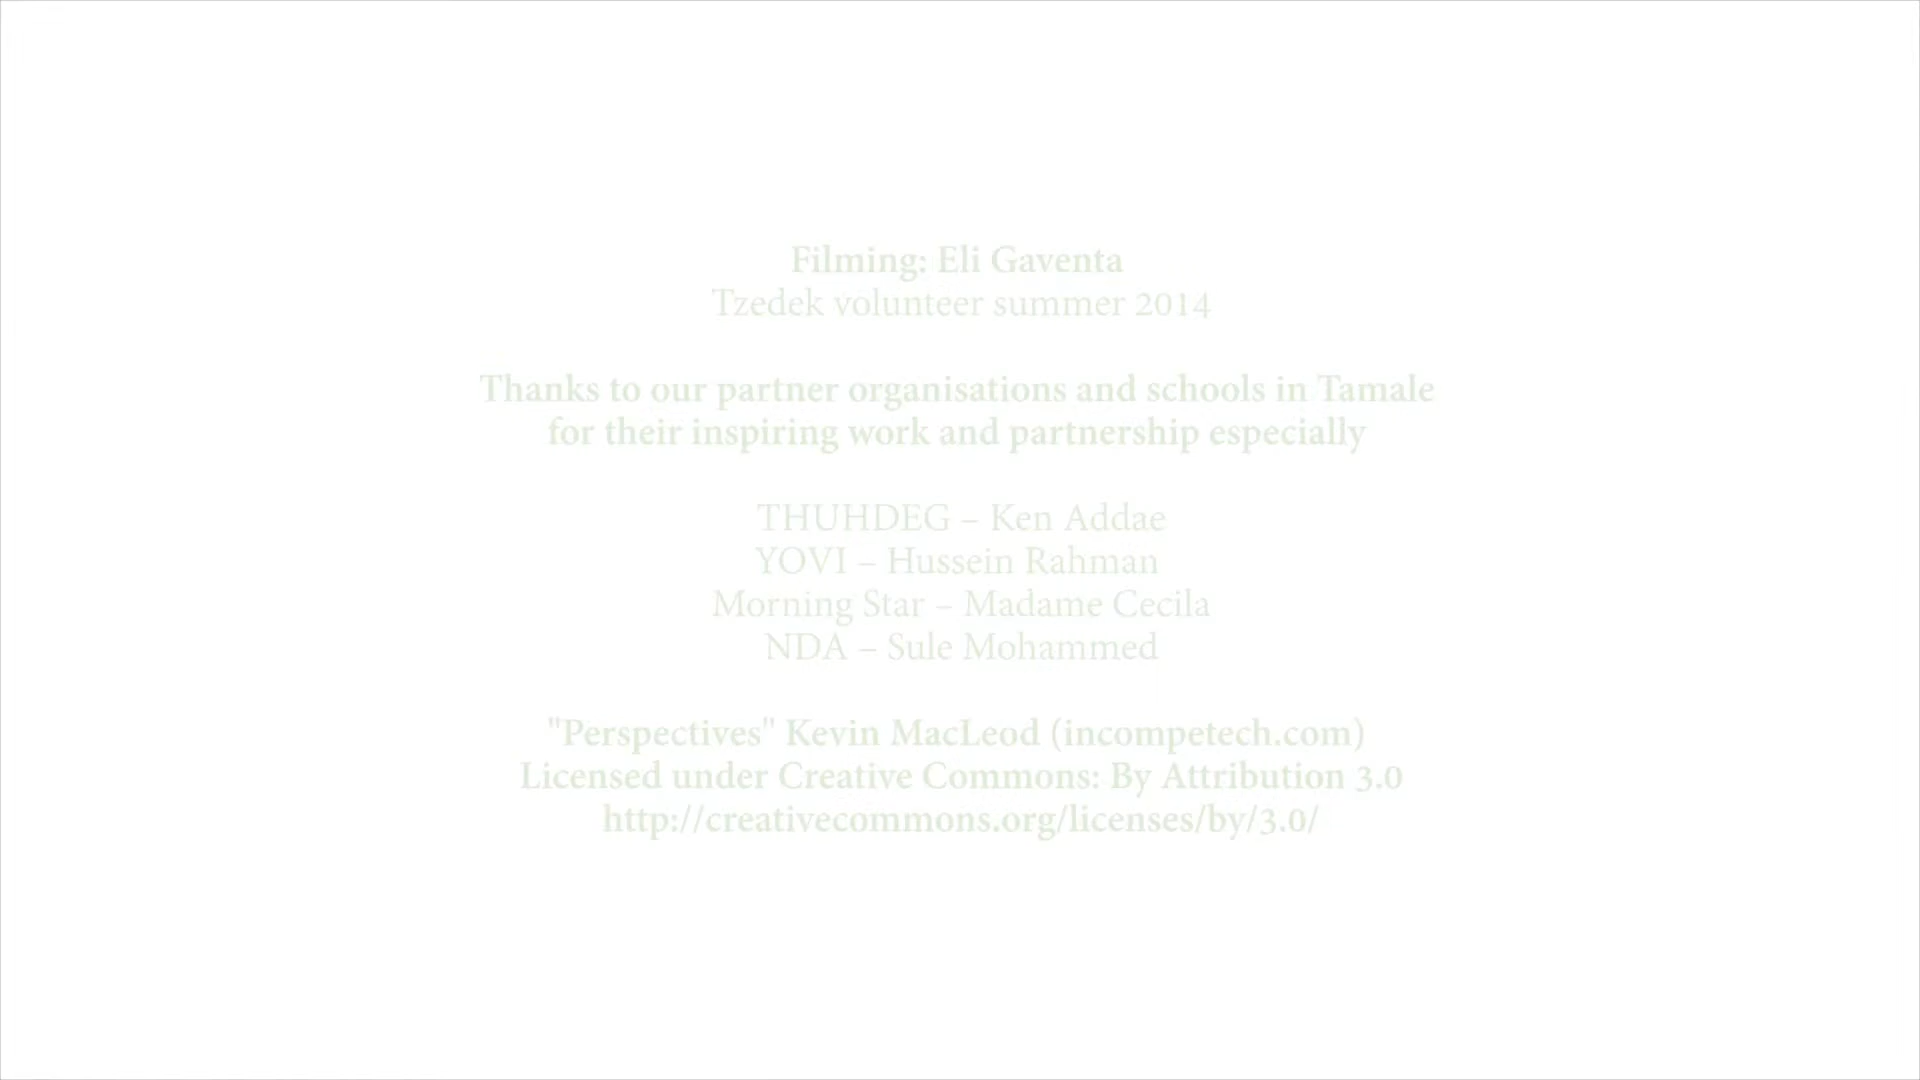 Filming: Eli Gaventa
Tzedek volunteer summer 2014
Thanks to our partner organisations and schools in Tamale
for their inspiring work and partnership especially
THUHDEG – Ken Addae
YOVI – Hussein Rahman
Morning Star – Madame Cecila
NDA – Sule Mohammed
"Perspectives" Kevin MacLeod (incompetech.com)
Licensed under Creative Commons: By Attribution 3.0
http://creativecommons.org/licenses/by/3.0/